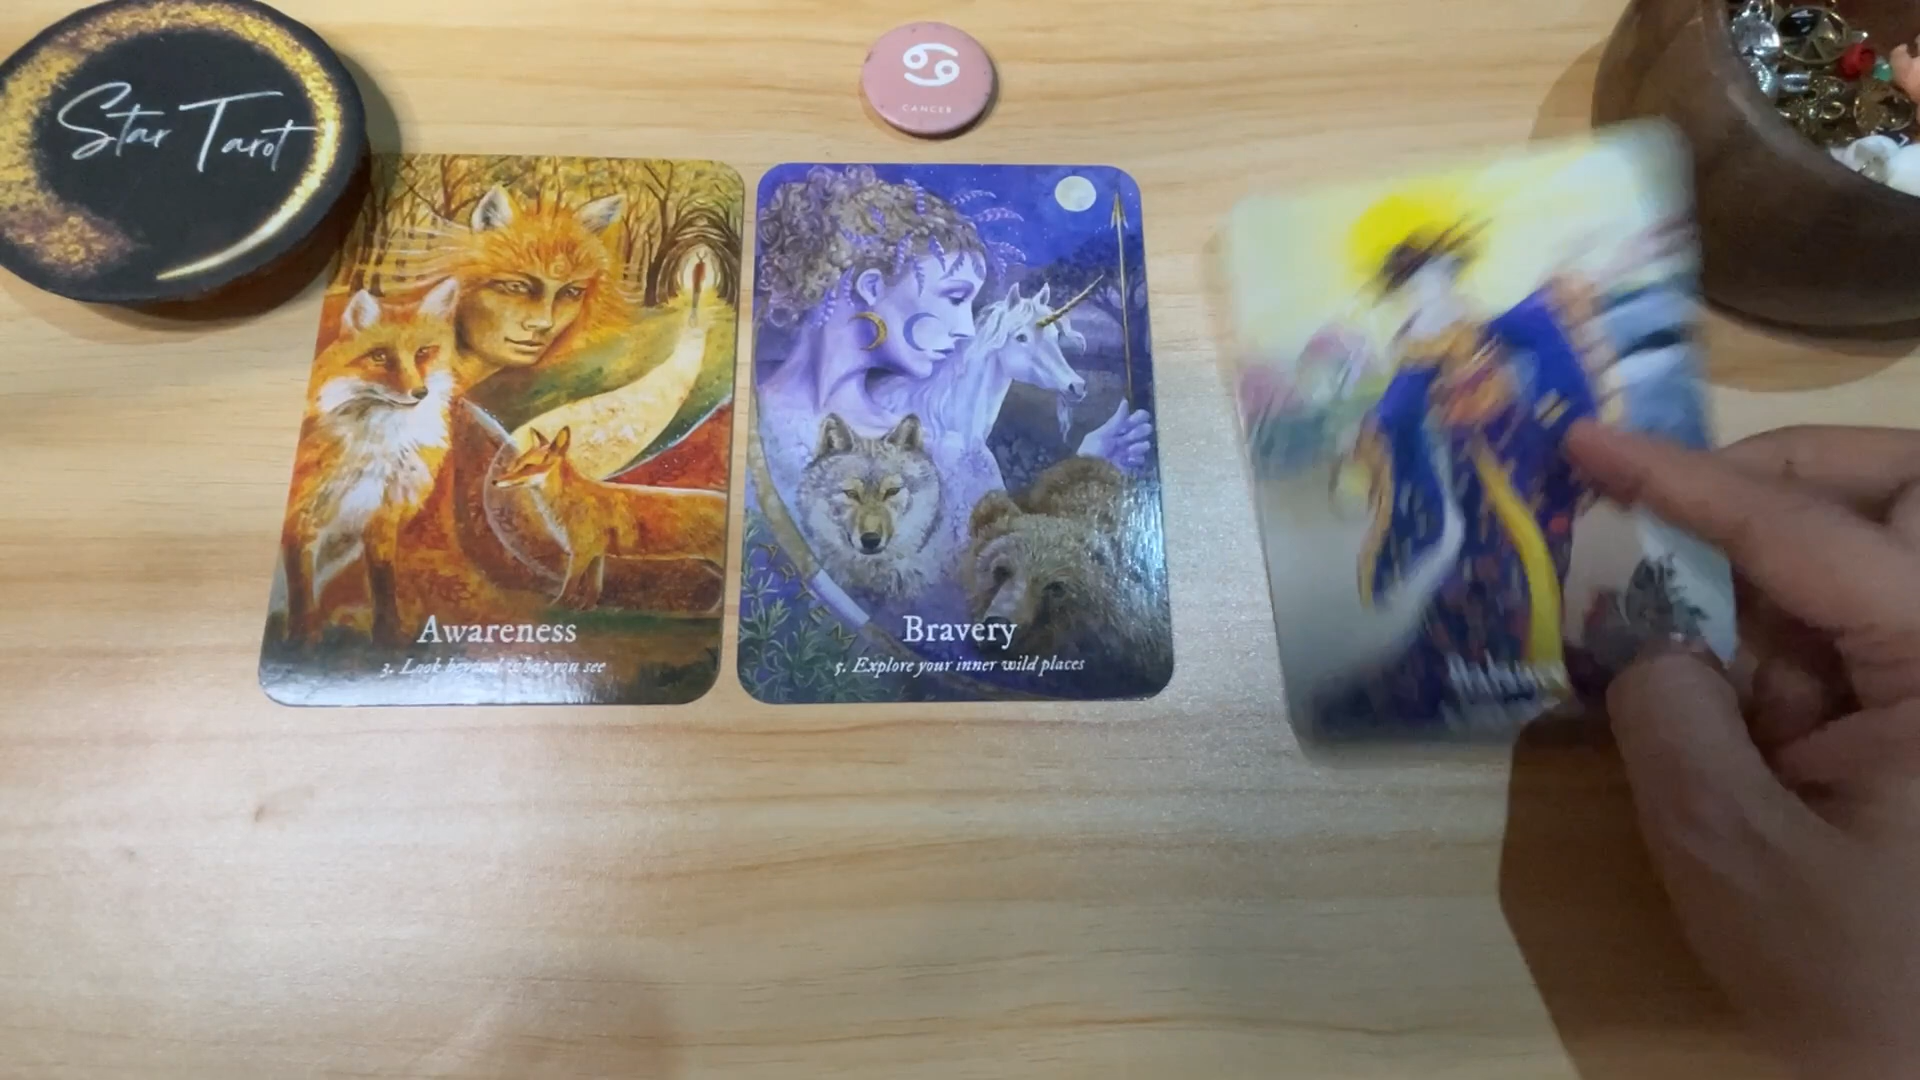 Star Tarot
CANCER
Awareness
3. Look beyond what you see
Bravery
5. Explore your inner wild places